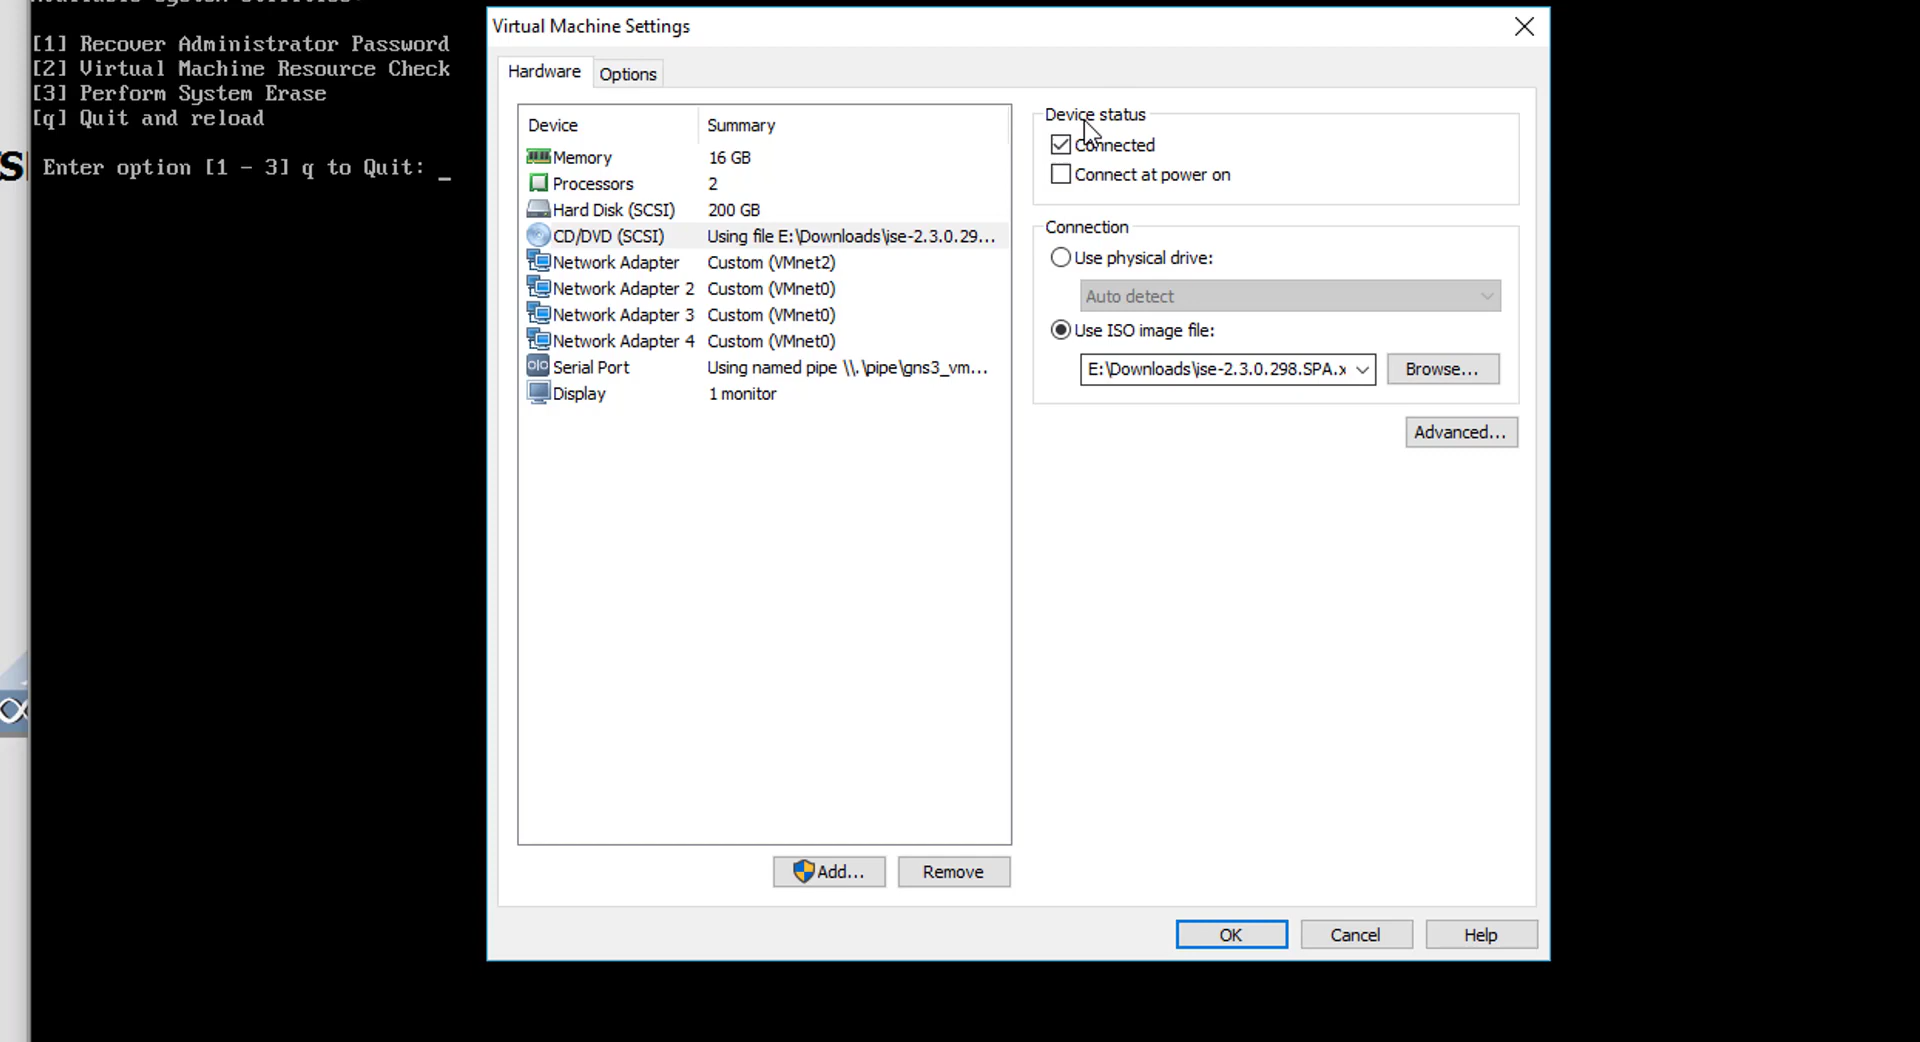 Available System Utilities:
[1] Recover Administrator Password
[2] Virtual Machine Resource Check
[3] Perform System Erase
[q] Quit and reload
Enter option [1 - 3] q to Quit: _
Virtual Machine Settings
Hardware
Options
Device Summary
Memory 16 GB
Processors 2
Hard Disk (SCSI) 200 GB
CD/DVD (SCSI) Using file E:\Downloads\ise-2.3.0.29...
Network Adapter Custom (VMnet2)
Network Adapter 2 Custom (VMnet0)
Network Adapter 3 Custom (VMnet0)
Network Adapter 4 Custom (VMnet0)
Serial Port Using named pipe \\.\pipe\gns3_vm...
Display 1 monitor
Add...
Remove
Device status
Connected
Connect at power on
Connection
Use physical drive:
Auto detect
Use ISO image file:
E:\Downloads\ise-2.3.0.298.SPA.x
Browse...
Advanced...
OK
Cancel
Help